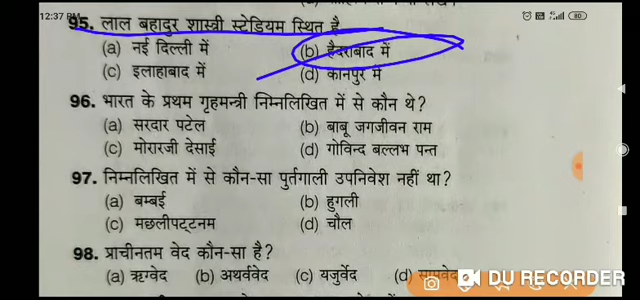 12:37 PM
95. लाल बहादुर शास्त्री स्टेडियम स्थित है
(a) नई दिल्ली में (b) हैदराबाद में
(c) इलाहाबाद में (d) कानपुर में
96. भारत के प्रथम गृहमन्त्री निम्नलिखित में से कौन थे?
(a) सरदार पटेल (b) बाबू जगजीवन राम
(c) मोरारजी देसाई (d) गोविन्द बल्लभ पन्त
97. निम्नलिखित में से कौन-सा पुर्तगाली उपनिवेश नहीं था?
(a) बम्बई (b) हुगली
(c) मछलीपट्टनम (d) चौल
98. प्राचीनतम वेद कौन-सा है?
(a) ऋग्वेद (b) अथर्ववेद (c) यजुर्वेद (d) सामवेद
DU RECORDER